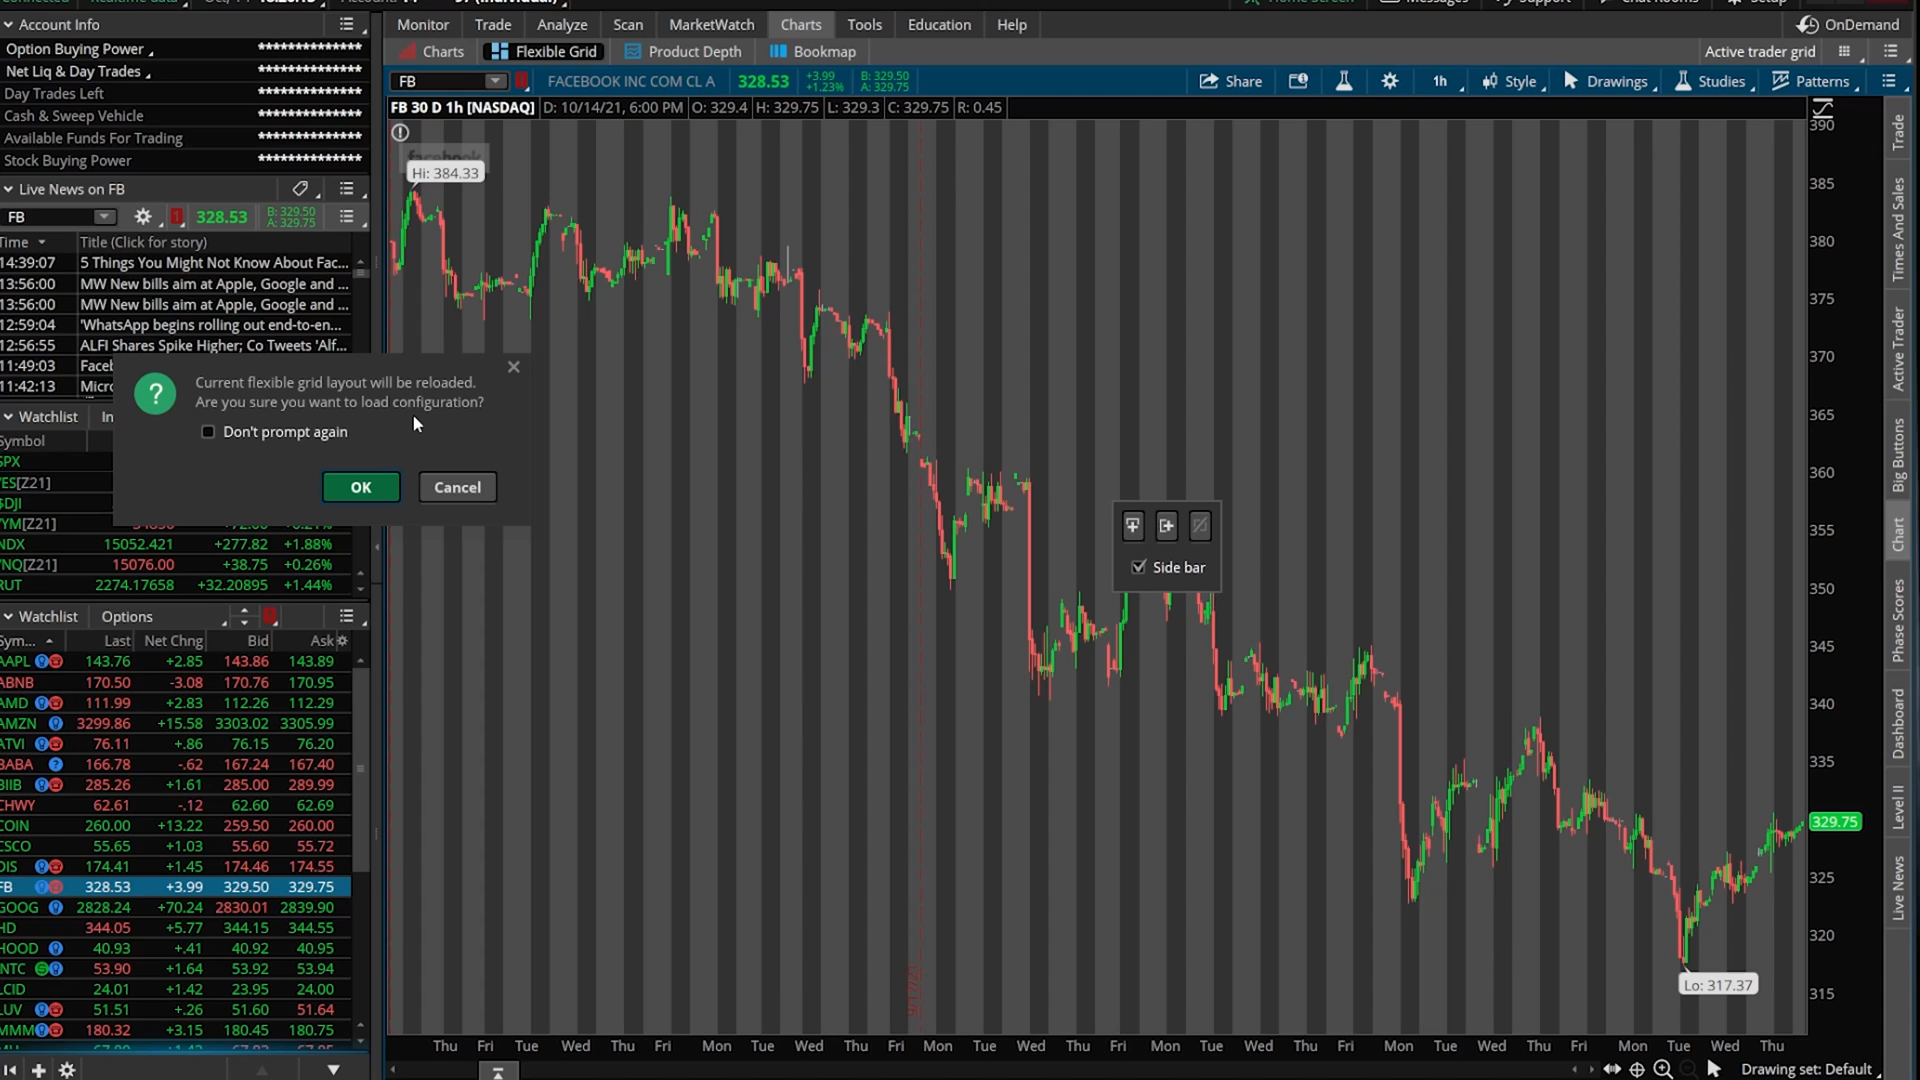 Monitor Trade Analyze Scan MarketWatch Charts Tools Education Help OnDemand
Charts Flexible Grid Product Depth Bookmap Active trader grid
FB FACEBOOK INC COM CL A 328.53 +3.99 +1.23% B: 329.50 A: 329.75 Share 1h Style Drawings Studies Patterns
FB 30 D 1h [NASDAQ] D: 10/14/21, 6:00 PM O: 329.4 H: 329.75 L: 329.3 C: 329.75 R: 0.45
Account Info
Option Buying Power **************
Net Liq & Day Trades **************
Day Trades Left **************
Cash & Sweep Vehicle **************
Available Funds For Trading **************
Stock Buying Power **************
Live News on FB
FB 1 328.53 B: 329.50 A: 329.75
Time Title (Click for story)
14:39:07 5 Things You Might Not Know About Fac...
13:56:00 MW New bills aim at Apple, Google and ...
13:56:00 MW New bills aim at Apple, Google and ...
12:59:04 'WhatsApp begins rolling out end-to-en...
12:56:55 ALFI Shares Spike Higher; Co Tweets 'Alf...
11:49:03 Faceb
11:42:13 Micro
Current flexible grid layout will be reloaded.
Are you sure you want to load configuration?
Don't prompt again
OK Cancel
Watchlist In
Symbol
SPX
/ES[Z21]
$DJI
/YM[Z21]
NDX 15052.421 +277.82 +1.88%
/NQ[Z21] 15076.00 +38.75 +0.26%
RUT 2274.17658 +32.20895 +1.44%
Watchlist Options
Sym... Last Net Chng Bid Ask
AAPL 143.76 +2.85 143.86 143.89
ABNB 170.50 -3.08 170.76 170.95
AMD 111.99 +2.83 112.26 112.29
AMZN 3299.86 +15.58 3303.02 3305.99
ATVI 76.11 +.86 76.15 76.20
BABA 166.78 -.62 167.24 167.40
BIIB 285.26 +1.61 285.00 289.99
CHWY 62.61 -.12 62.60 62.69
COIN 260.00 +13.22 259.50 260.00
CSCO 55.65 +1.03 55.60 55.72
DIS 174.41 +1.45 174.46 174.55
FB 328.53 +3.99 329.50 329.75
GOOG 2828.24 +70.24 2830.01 2839.90
HD 344.05 +5.77 344.15 344.55
HOOD 40.93 +.41 40.92 40.95
INTC 53.90 +1.64 53.92 53.94
LCID 24.01 +1.42 23.95 24.00
LUV 51.51 +.26 51.60 51.64
MMM 180.32 +3.15 180.45 180.75
facebook
Hi: 384.33
Side bar
Lo: 317.37
9/17/21
390
385
380
375
370
365
360
355
350
345
340
335
329.75
325
320
315
Thu Fri Tue Wed Thu Fri Mon Tue Wed Thu Fri Mon Tue Wed Thu Fri Mon Tue Wed Thu Fri Mon Tue Wed Thu Fri Mon Tue Wed Thu
Drawing set: Default
Trade
Times And Sales
Active Trader
Big Buttons
Chart
Phase Scores
Dashboard
Level II
Live News